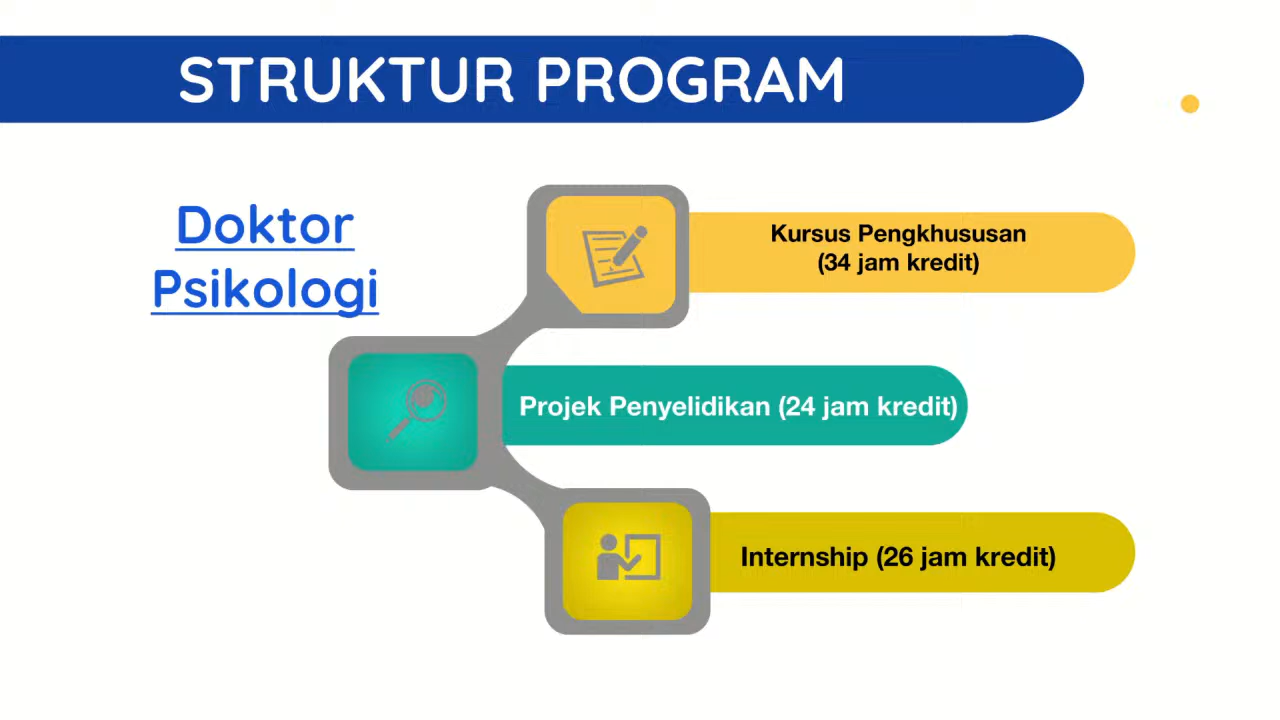 STRUKTUR PROGRAM
Doktor
Psikologi
Kursus Pengkhususan
(34 jam kredit)
Projek Penyelidikan (24 jam kredit)
Internship (26 jam kredit)